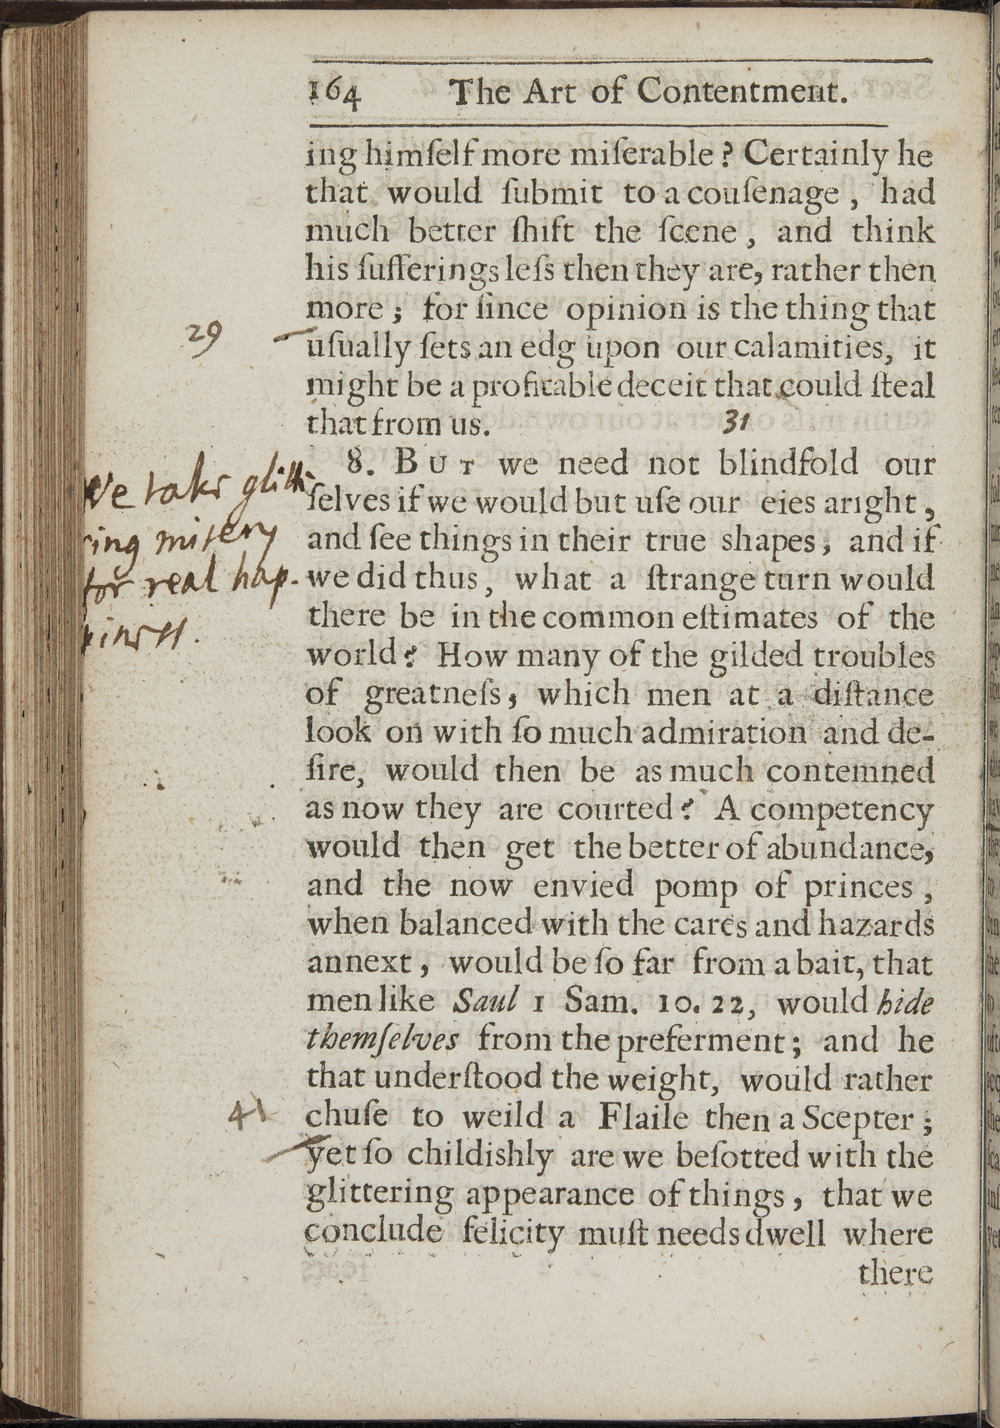 164 The Art of Contentment.
ing himſelf more miſerable ? Certainly he
that would ſubmit to a couſenage , had
much better ſhift the ſcene , and think
his ſufferings leſs then they are, rather then
more ; for ſince opinion is the thing that
29
uſually ſets an edg upon our calamities, it
might be a profitable deceit that could ſteal
that from us.
31
8. BUT we need not blindfold our
We take glitte-
ring misery
for real hap-
piness.
ſelves if we would but uſe our eies aright ,
and ſee things in their true shapes , and if
we did thus , what a ſtrange turn would
there be in the common eſtimates of the
world ? How many of the gilded troubles
of greatneſs , which men at a diſtance
look on with ſo much admiration and de-
ſire, would then be as much contemned
as now they are courted ? A competency
would then get the better of abundance,
and the now envied pomp of princes ,
when balanced with the cares and hazards
annext , would be ſo far from a bait, that
men like Saul 1 Sam. 10. 22, would hide
themſelves from the preferment ; and he
that underſtood the weight, would rather
41
chuſe to weild a Flaile then a Scepter ;
yet ſo childishly are we beſotted with the
glittering appearance of things , that we
conclude felicity muſt needs dwell where
there